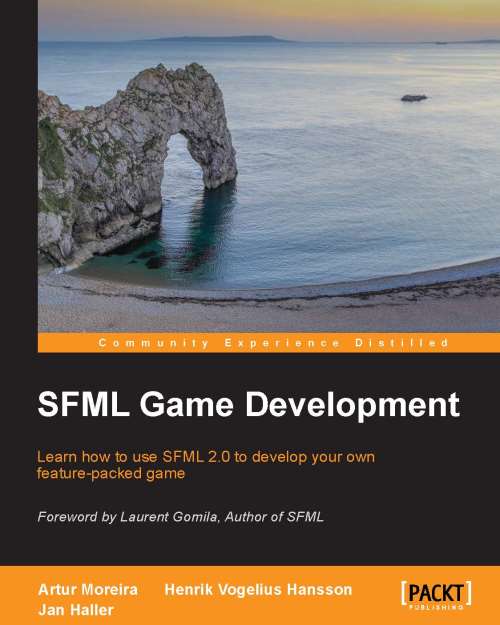 Community Experience Distilled
SFML Game Development
Learn how to use SFML 2.0 to develop your own
feature-packed game
Foreword by Laurent Gomila, Author of SFML
Artur Moreira Henrik Vogelius Hansson
Jan Haller
[PACKT]
PUBLISHING